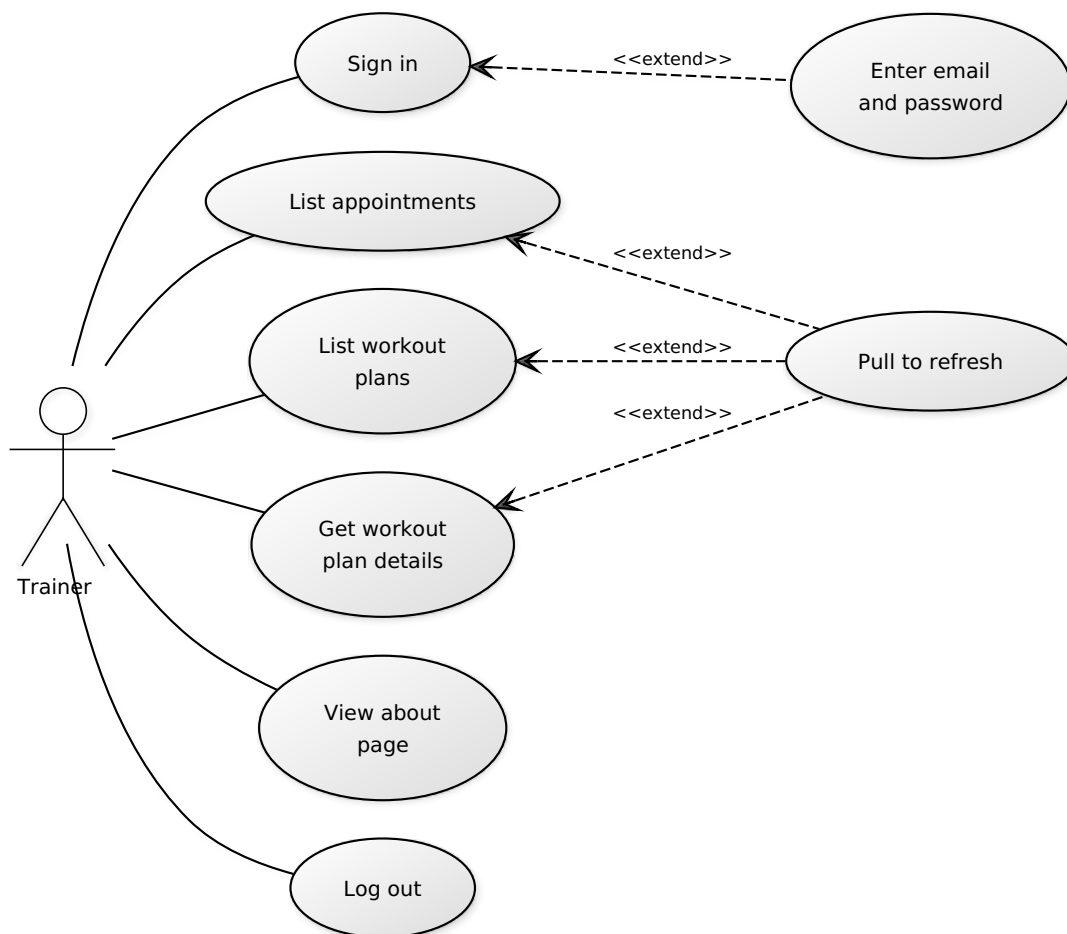 Sign in
<<extend>>
Enter email
and password
List appointments
<<extend>>
List workout
plans
<<extend>>
Pull to refresh
<<extend>>
Get workout
plan details
Trainer
View about
page
Log out